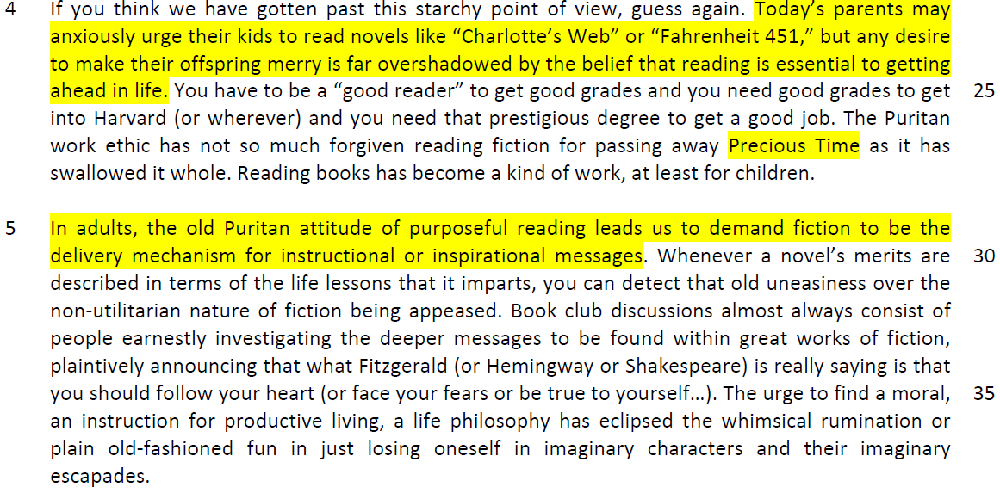 4 If you think we have gotten past this starchy point of view, guess again. Today’s parents may
anxiously urge their kids to read novels like “Charlotte’s Web” or “Fahrenheit 451,” but any desire
to make their offspring merry is far overshadowed by the belief that reading is essential to getting
ahead in life. You have to be a “good reader” to get good grades and you need good grades to get 25
into Harvard (or wherever) and you need that prestigious degree to get a good job. The Puritan
work ethic has not so much forgiven reading fiction for passing away Precious Time as it has
swallowed it whole. Reading books has become a kind of work, at least for children.
5 In adults, the old Puritan attitude of purposeful reading leads us to demand fiction to be the
delivery mechanism for instructional or inspirational messages. Whenever a novel’s merits are 30
described in terms of the life lessons that it imparts, you can detect that old uneasiness over the
non-utilitarian nature of fiction being appeased. Book club discussions almost always consist of
people earnestly investigating the deeper messages to be found within great works of fiction,
plaintively announcing that what Fitzgerald (or Hemingway or Shakespeare) is really saying is that
you should follow your heart (or face your fears or be true to yourself…). The urge to find a moral, 35
an instruction for productive living, a life philosophy has eclipsed the whimsical rumination or
plain old-fashioned fun in just losing oneself in imaginary characters and their imaginary
escapades.